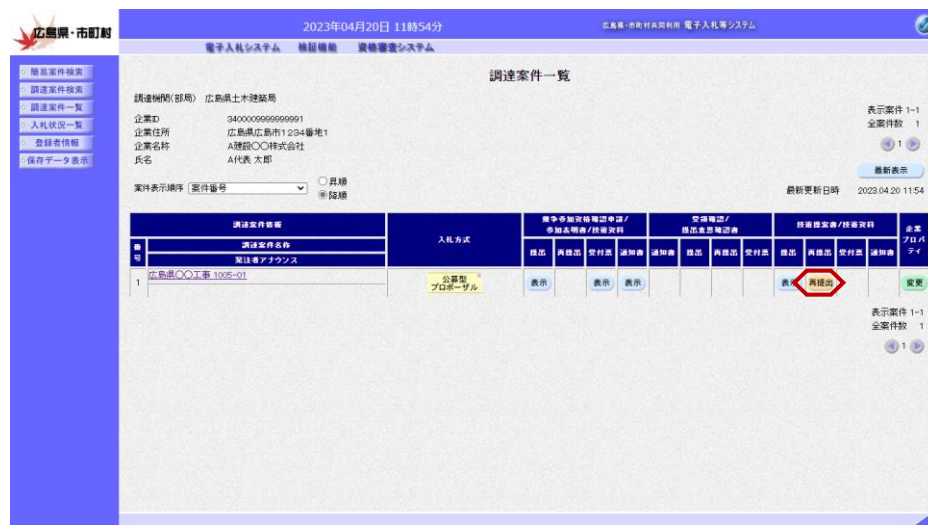 広島県・市町村
2023年04月20日 11時54分
広島県・市町村共同利用 電子入札等システム
電子入札システム 検証機能 資格審査システム
簡易案件検索
調達案件検索
調達案件一覧
入札状況一覧
登録者情報
保存データ表示
調達案件一覧
調達機関(部局) 広島県土木建築局
企業ID 3400009999999991
企業住所 広島県広島市1234番地1
企業名称 A建設〇〇株式会社
氏名 A代表 太郎
案件表示順序 案件番号
昇順
降順
表示案件 1-1
全案件数 1
1
最新表示
最新更新日時 2023.04.20 11:54
調達案件情報
番号
調達案件名称
発注者アナウンス
入札方式
競争参加資格確認申請/
参加表明書/技術資料
提出 再提出 受付票 通知書
受領確認/
提出意思確認書
通知書 提出 再提出 受付票
技術提案書/技術資料
提出 再提出 受付票 通知書
企業
プロパ
ティ
1 広島県〇〇工事 1005-01
公募型
プロポーザル
表示 表示 表示 表示 再提出 変更
表示案件 1-1
全案件数 1
1